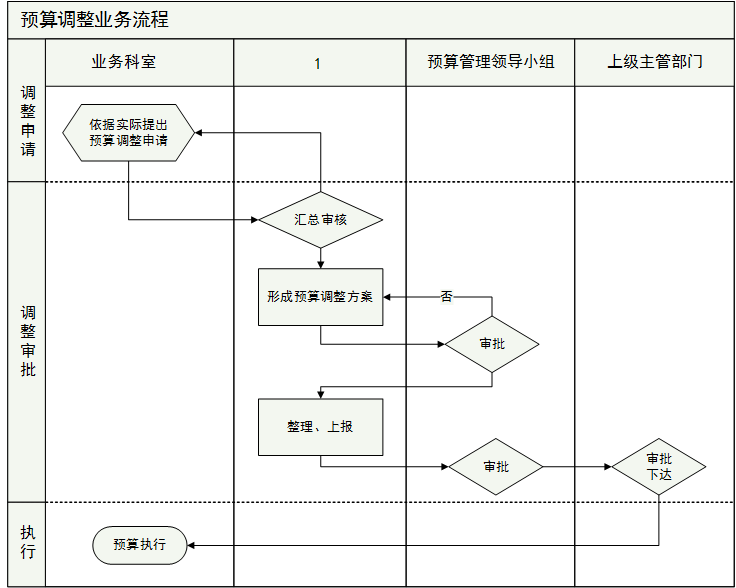 预算调整业务流程
业务科室
1
预算管理领导小组
上级主管部门
调整申请
依据实际提出
预算调整申请
调整审批
汇总审核
形成预算调整方案
否
审批
整理、上报
审批
审批
下达
执行
预算执行